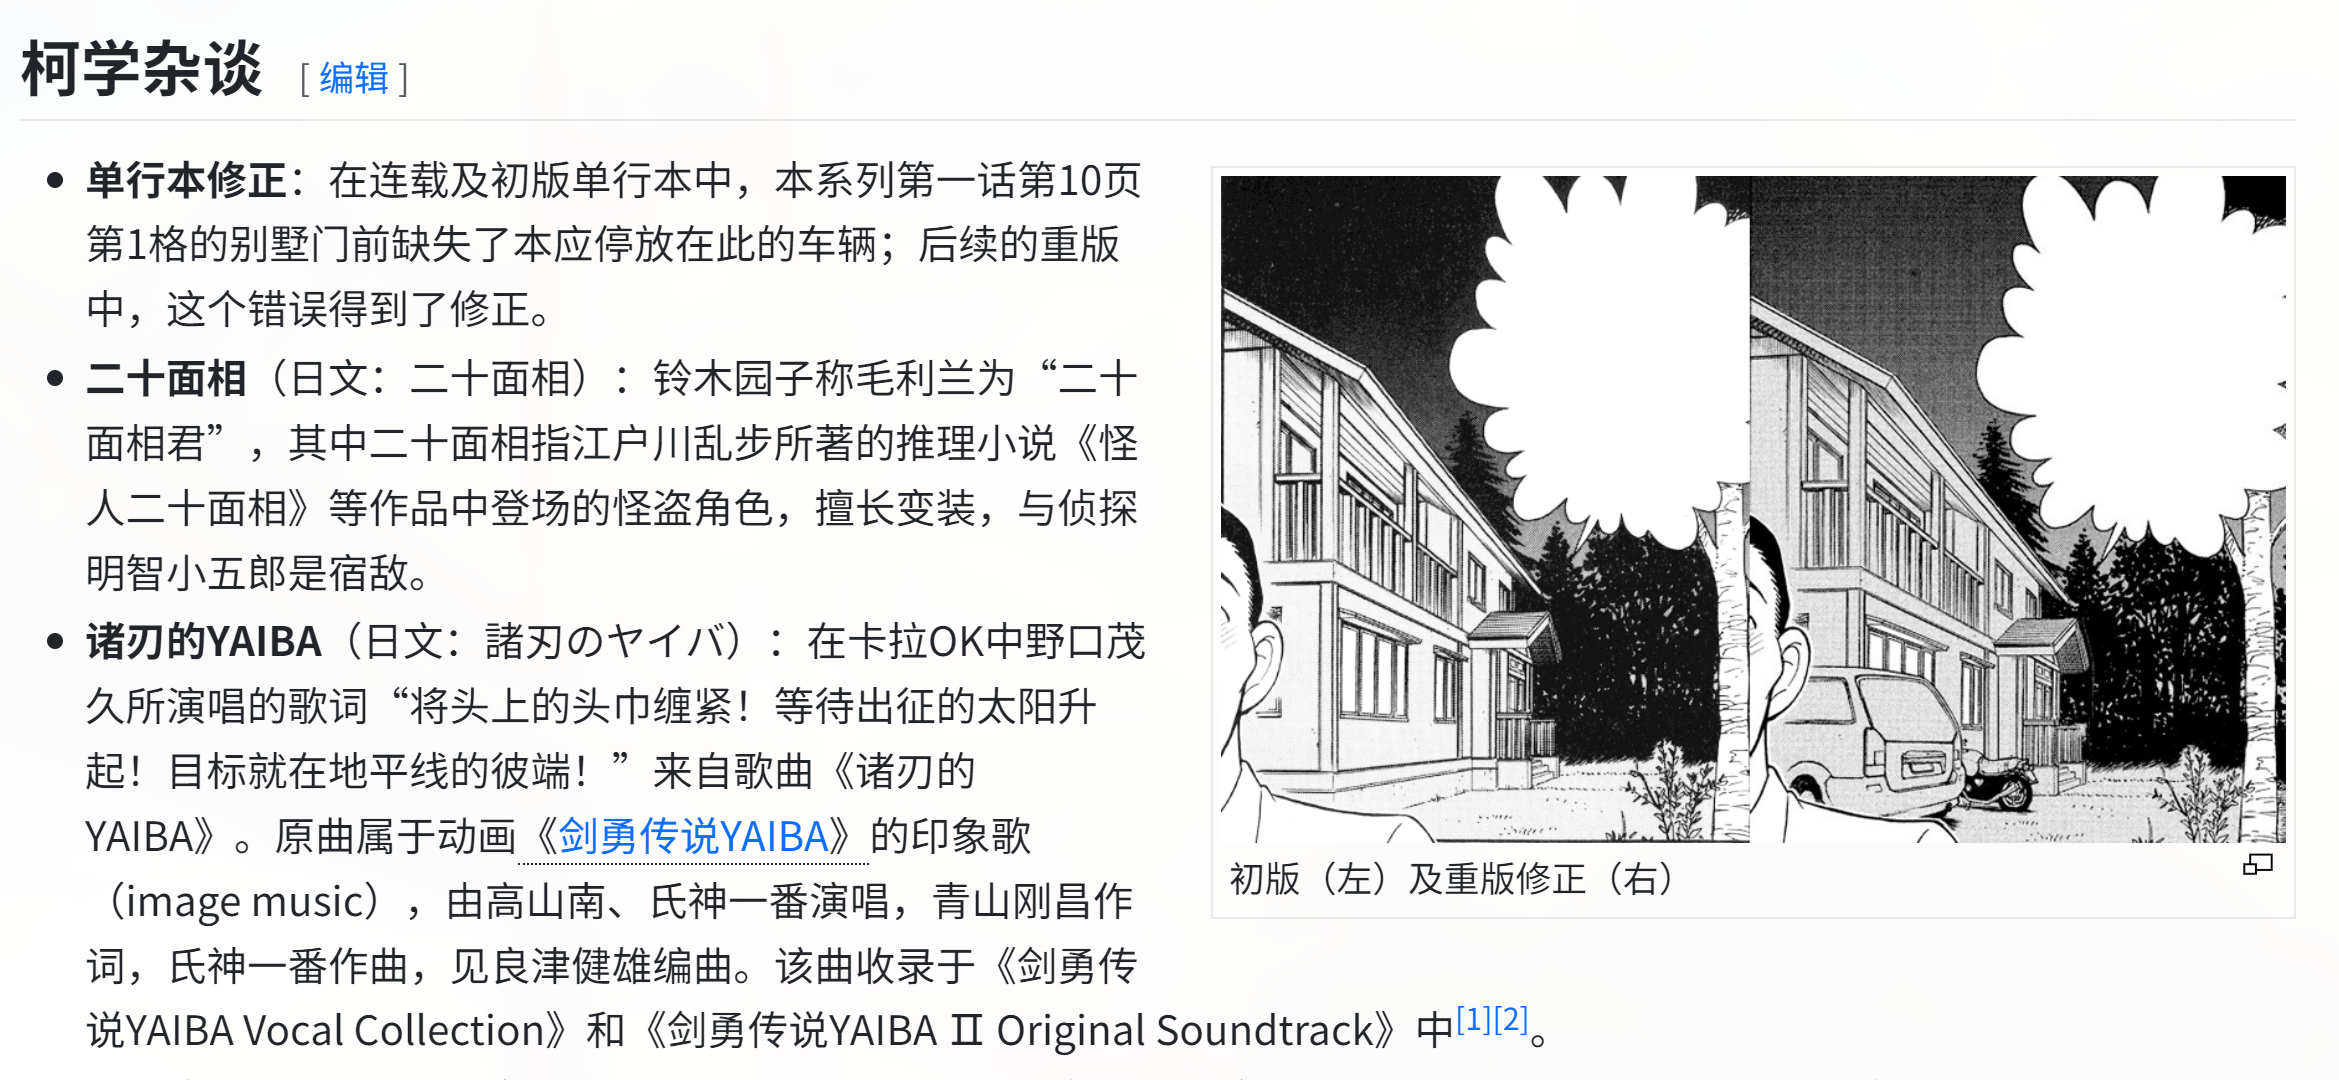 柯学杂谈 [ 编辑 ]
单行本修正：在连载及初版单行本中，本系列第一话第10页
第1格的别墅门前缺失了本应停放在此的车辆；后续的重版
中，这个错误得到了修正。
二十面相（日文：二十面相）：铃木园子称毛利兰为“二十
面相君”，其中二十面相指江户川乱步所著的推理小说《怪
人二十面相》等作品中登场的怪盗角色，擅长变装，与侦探
明智小五郎是宿敌。
诸刃的YAIBA（日文：諸刃のヤイバ）：在卡拉OK中野口茂
久所演唱的歌词“将头上的头巾缠紧！等待出征的太阳升
起！目标就在地平线的彼端！”来自歌曲《诸刃的
YAIBA》。原曲属于动画《剑勇传说YAIBA》的印象歌
（image music），由高山南、氏神一番演唱，青山刚昌作
词，氏神一番作曲，见良津健雄编曲。该曲收录于《剑勇传
说YAIBA Vocal Collection》和《剑勇传说YAIBA Ⅱ Original Soundtrack》中[1][2]。
初版（左）及重版修正（右）